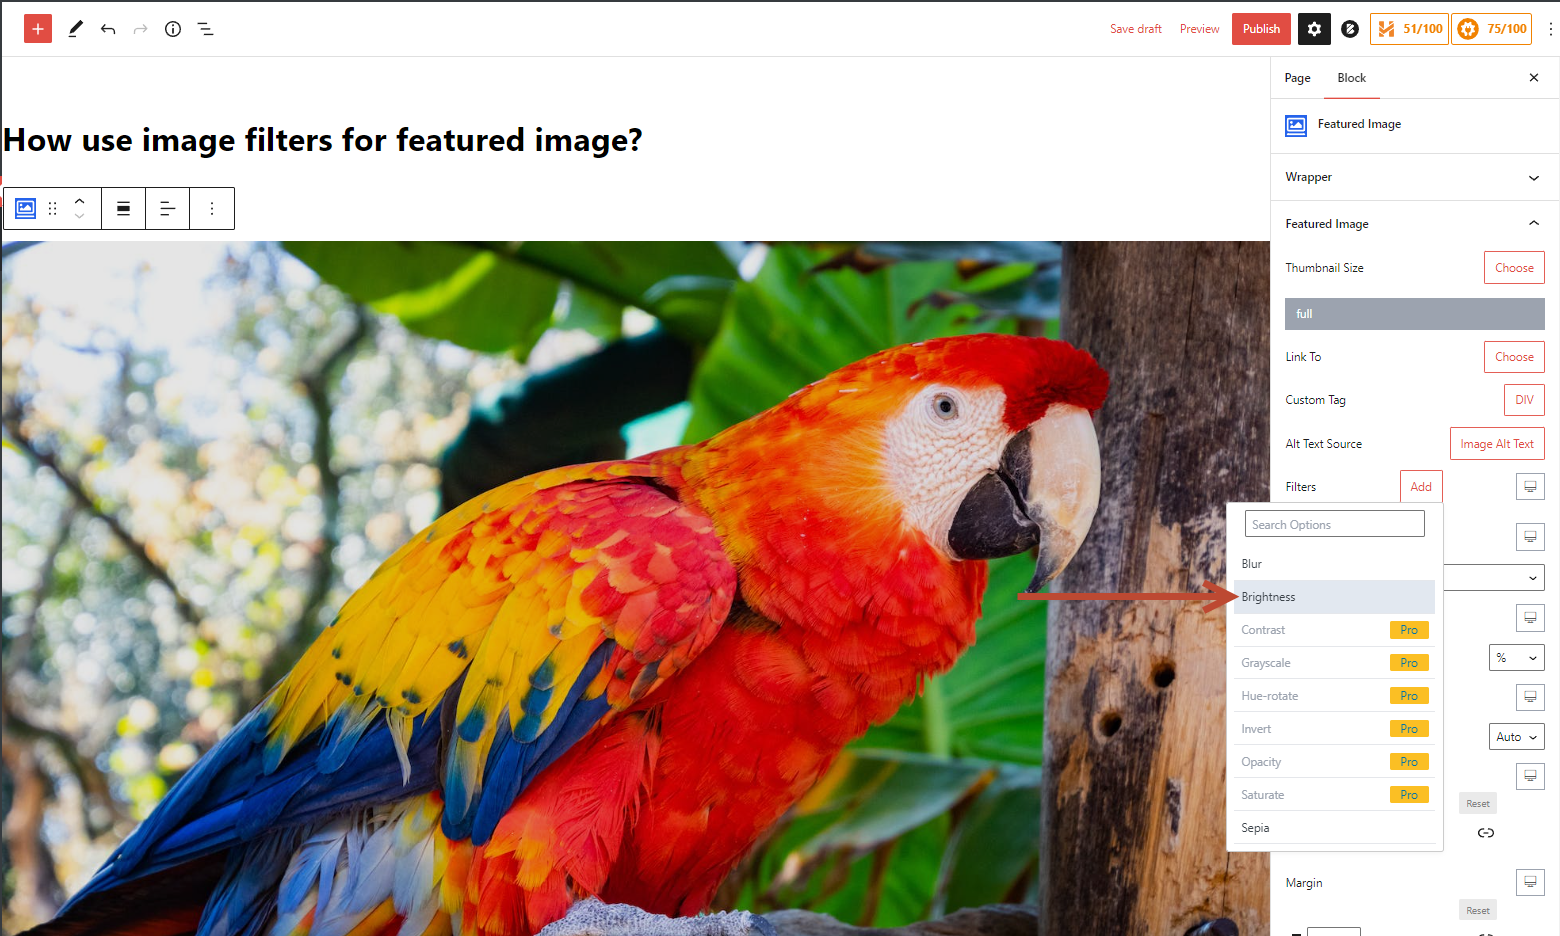 Save draft
Preview
Publish
51/100
75/100
Page
Block
How use image filters for featured image?
Featured Image
Wrapper
Featured Image
Thumbnail Size
Choose
full
Link To
Choose
Custom Tag
DIV
Alt Text Source
Image Alt Text
Filters
Add
Search Options
Blur
Brightness
Contrast Pro
Grayscale Pro
Hue-rotate Pro
Invert Pro
Opacity Pro
Saturate Pro
Sepia
%
Auto
Reset
Margin
Reset